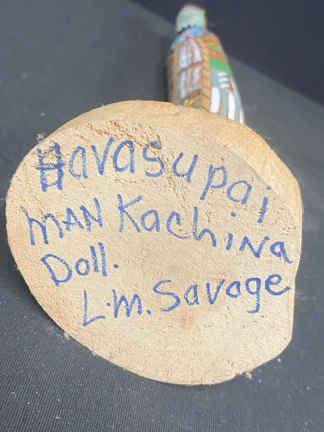 Havasupai
MAN Kachina
Doll.
L.M. Savage